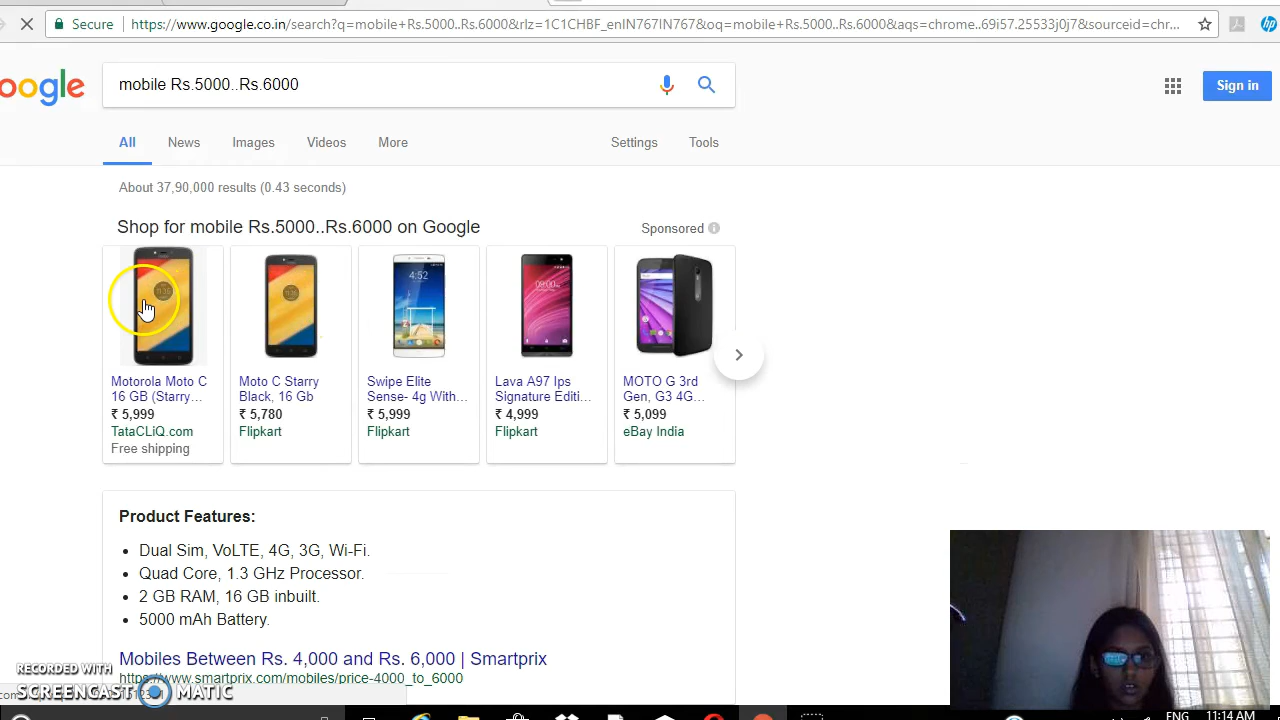 Secure
https://www.google.co.in/search?q=mobile+Rs.5000..Rs.6000&rlz=1C1CHBF_enIN767IN767&oq=mobile+Rs.5000..Rs.6000&aqs=chrome..69i57.25533j0j7&sourceid=chr...
hp
oogle
mobile Rs.5000..Rs.6000
Sign in
All News Images Videos More Settings Tools
About 37,90,000 results (0.43 seconds)
Shop for mobile Rs.5000..Rs.6000 on Google
Sponsored
4:52
Motorola Moto C
16 GB (Starry...
₹ 5,999
TataCLiQ.com
Free shipping
Moto C Starry
Black, 16 Gb
₹ 5,780
Flipkart
Swipe Elite
Sense- 4g With...
₹ 5,999
Flipkart
Lava A97 Ips
Signature Editi...
₹ 4,999
Flipkart
MOTO G 3rd
Gen, G3 4G...
₹ 5,099
eBay India
Product Features:
• Dual Sim, VoLTE, 4G, 3G, Wi-Fi.
• Quad Core, 1.3 GHz Processor.
• 2 GB RAM, 16 GB inbuilt.
• 5000 mAh Battery.
Mobiles Between Rs. 4,000 and Rs. 6,000 | Smartprix
https://www.smartprix.com/mobiles/price-4000_to_6000
RECORDED WITH
SCREENCAST MATIC
ENG
11:14 AM